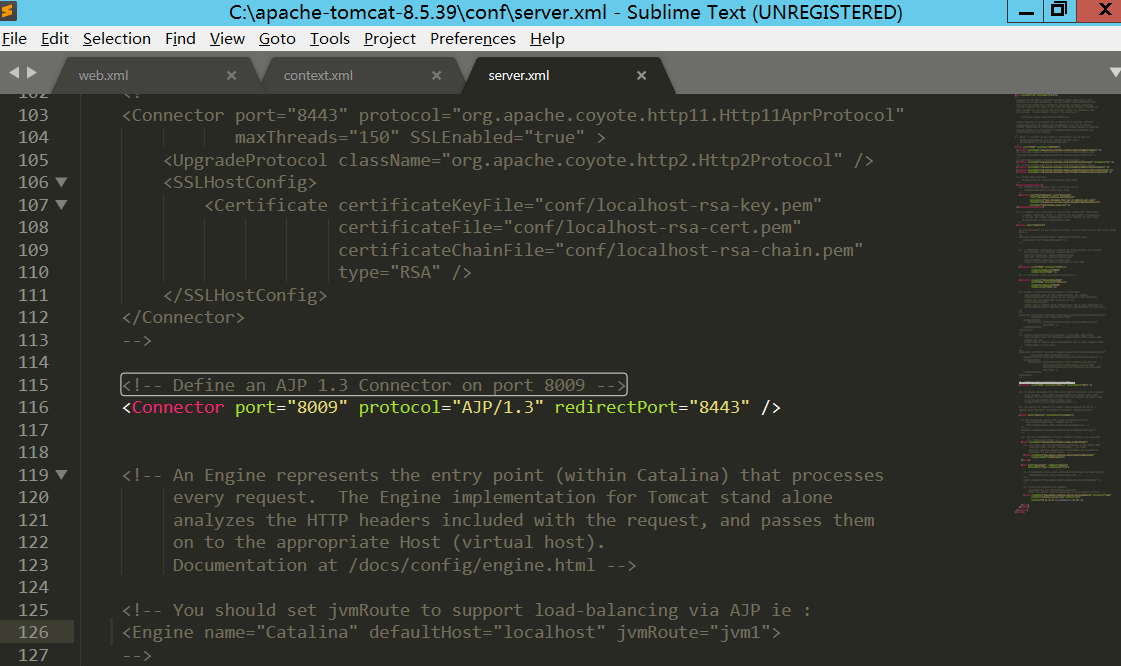 C:\apache-tomcat-8.5.39\conf\server.xml - Sublime Text (UNREGISTERED)
File Edit Selection Find View Goto Tools Project Preferences Help
web.xml context.xml server.xml
102 <!--
103 <Connector port="8443" protocol="org.apache.coyote.http11.Http11AprProtocol"
104 maxThreads="150" SSLEnabled="true" >
105 <UpgradeProtocol className="org.apache.coyote.http2.Http2Protocol" />
106 <SSLHostConfig>
107 <Certificate certificateKeyFile="conf/localhost-rsa-key.pem"
108 certificateFile="conf/localhost-rsa-cert.pem"
109 certificateChainFile="conf/localhost-rsa-chain.pem"
110 type="RSA" />
111 </SSLHostConfig>
112 </Connector>
113 -->
114
115 <!-- Define an AJP 1.3 Connector on port 8009 -->
116 <Connector port="8009" protocol="AJP/1.3" redirectPort="8443" />
117
118
119 <!-- An Engine represents the entry point (within Catalina) that processes
120 every request.  The Engine implementation for Tomcat stand alone
121 analyzes the HTTP headers included with the request, and passes them
122 on to the appropriate Host (virtual host).
123 Documentation at /docs/config/engine.html -->
124
125 <!-- You should set jvmRoute to support load-balancing via AJP ie :
126 <Engine name="Catalina" defaultHost="localhost" jvmRoute="jvm1">
127 -->